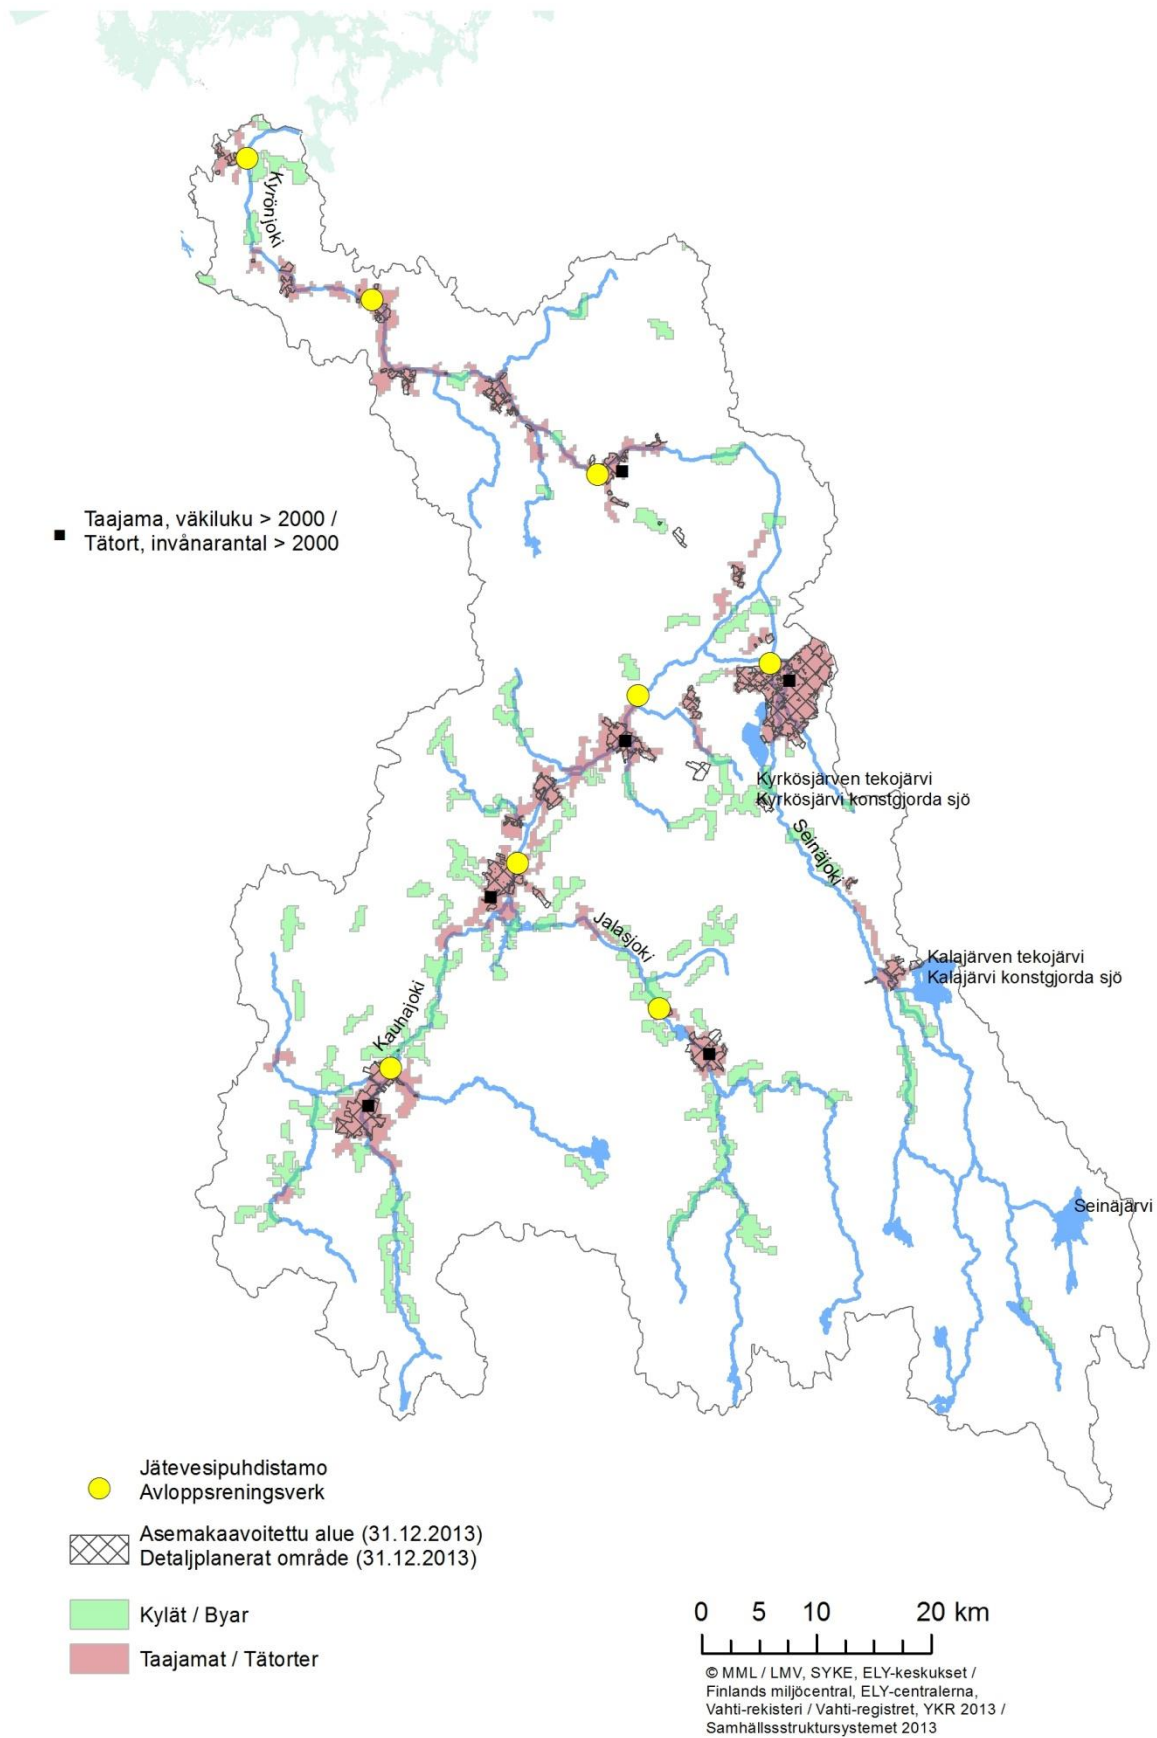 Kyrönjoki
Taajama, väkiluku > 2000 /
Tätort, invånarantal > 2000
Kyrkösjärven tekojärvi
Kyrkösjärvi konstgjorda sjö
Seinäjoki
Jalasjoki
Kalajärven tekojärvi
Kalajärvi konstgjorda sjö
Kauhajoki
Seinäjärvi
Jätevesipuhdistamo
Avloppsreningsverk
Asemakaavoitettu alue (31.12.2013)
Detaljplanerat område (31.12.2013)
Kylät / Byar
Taajamat / Tätorter
0 5 10 20 km
© MML / LMV, SYKE, ELY-keskukset /
Finlands miljöcentral, ELY-centralerna,
Vahti-rekisteri / Vahti-registret, YKR 2013 /
Samhällssstruktursystemet 2013